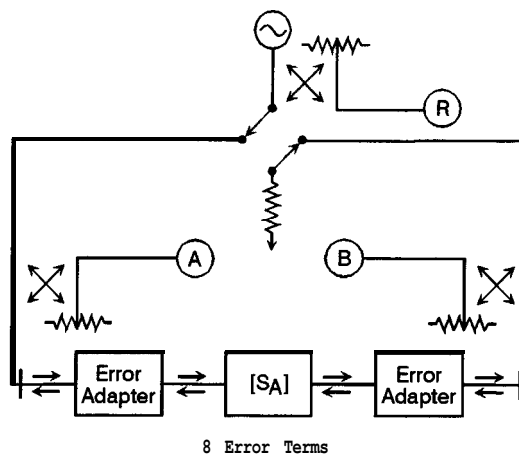 R
A
B
Error
Adapter
[SA]
Error
Adapter
8 Error Terms